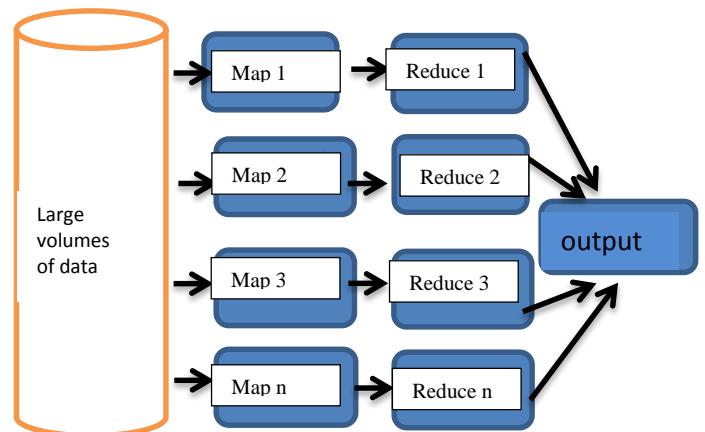 Large
volumes
of data
Map 1
Reduce 1
Map 2
Reduce 2
Map 3
Reduce 3
Map n
Reduce n
output